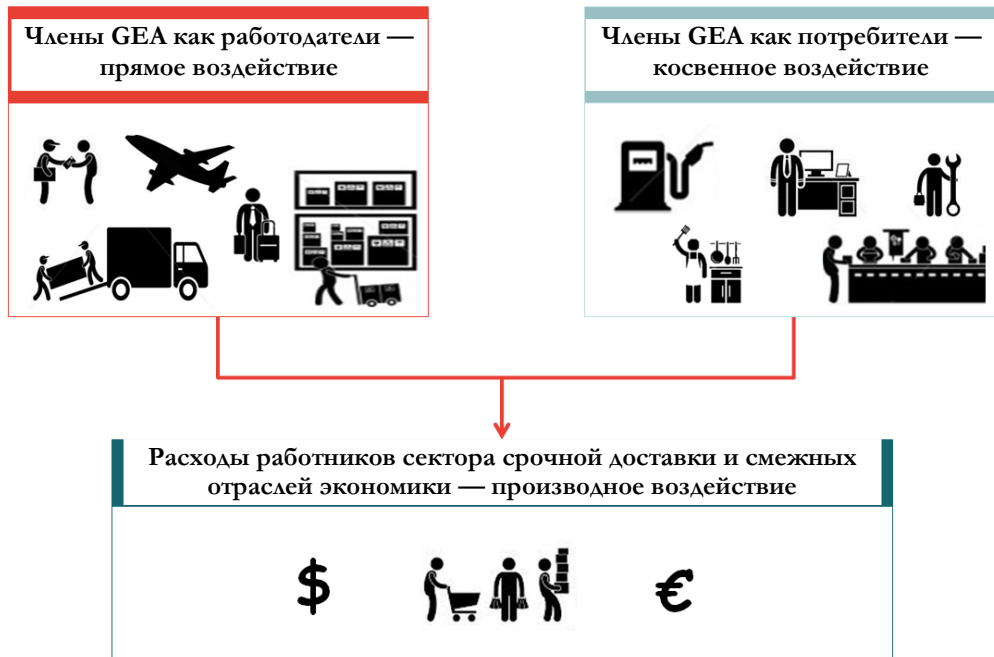 Члены GEA как работодатели —
прямое воздействие
Члены GEA как потребители —
косвенное воздействие
Расходы работников сектора срочной доставки и смежных
отраслей экономики — производное воздействие
$
€